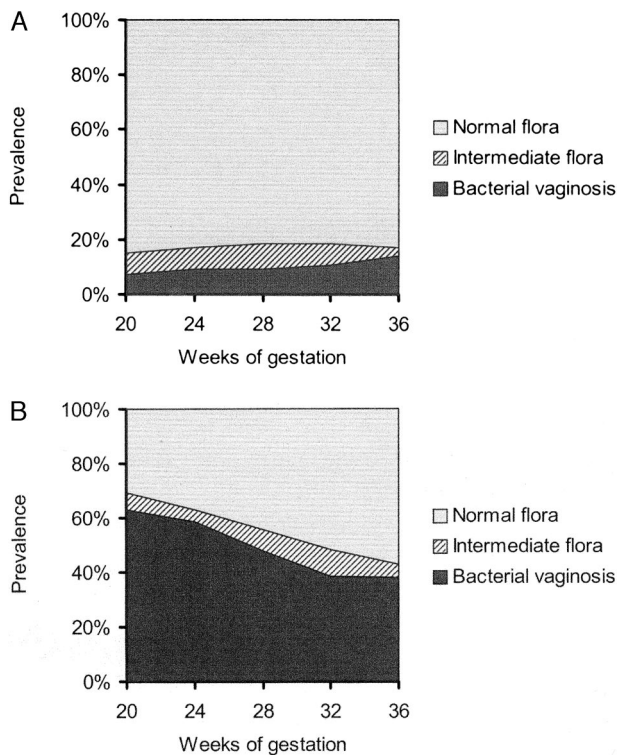 A
100%
80%
60%
40%
20%
0%
Prevalence
20 24 28 32 36
Weeks of gestation
Normal flora
Intermediate flora
Bacterial vaginosis
B
100%
80%
60%
40%
20%
0%
Prevalence
20 24 28 32 36
Weeks of gestation
Normal flora
Intermediate flora
Bacterial vaginosis